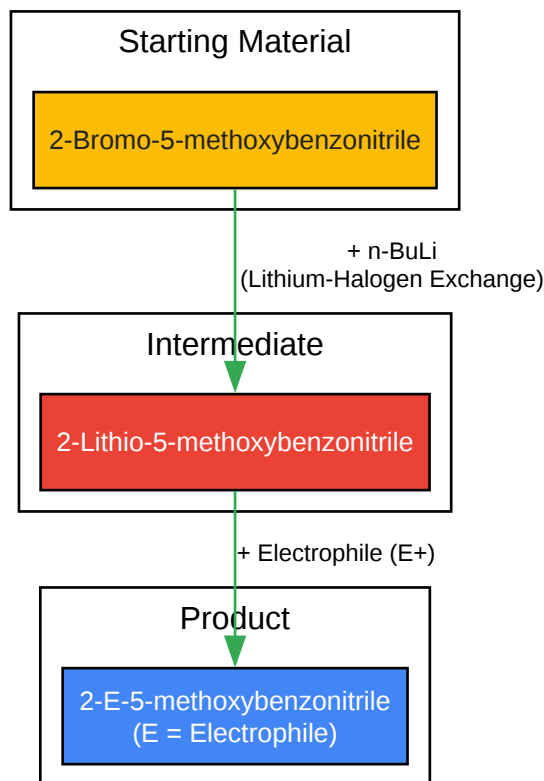 Starting Material
2-Bromo-5-methoxybenzonitrile
+ n-BuLi
(Lithium-Halogen Exchange)
Intermediate
2-Lithio-5-methoxybenzonitrile
+ Electrophile (E+)
Product
2-E-5-methoxybenzonitrile
(E = Electrophile)